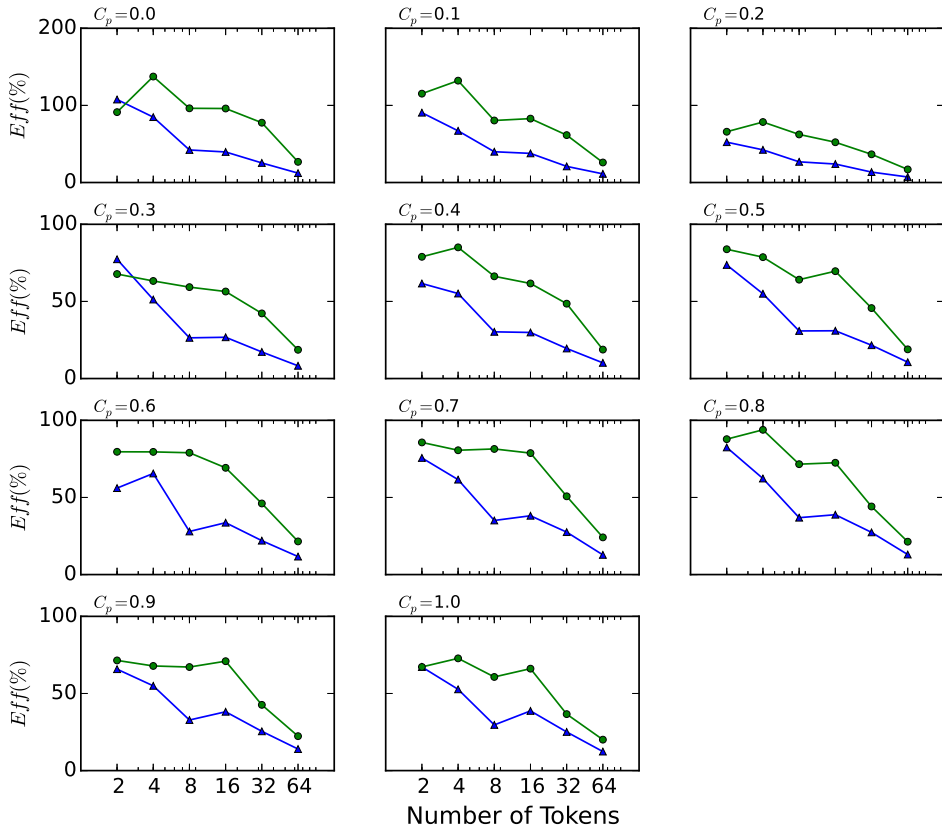 C_p=0.0 C_p=0.1 C_p=0.2
200
100
0
Eff(%)
C_p=0.3 C_p=0.4 C_p=0.5
100
50
0
Eff(%)
C_p=0.6 C_p=0.7 C_p=0.8
100
50
0
Eff(%)
C_p=0.9 C_p=1.0
100
50
0
Eff(%)
2 4 8 16 32 64 2 4 8 16 32 64
Number of Tokens